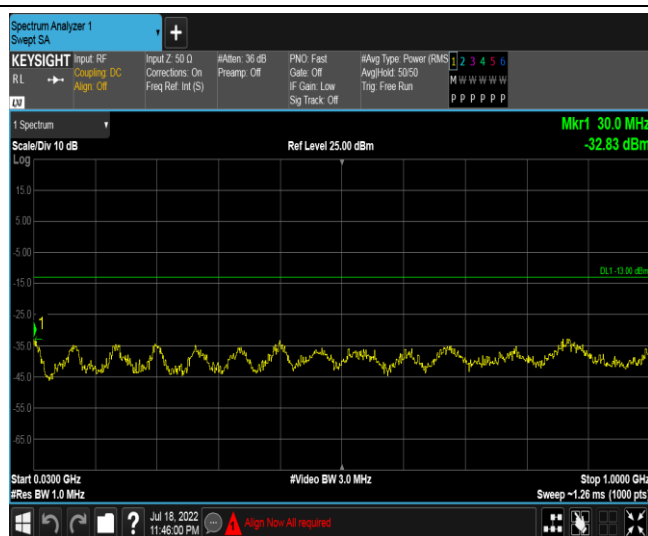 Spectrum Analyzer 1
Swept SA
KEYSIGHT
RL
LXI
Input: RF
Coupling: DC
Align: Off
Input Z: 50 Ω
Corrections: On
Freq Ref: Int (S)
#Atten: 36 dB
Preamp: Off
PNO: Fast
Gate: Off
IF Gain: Low
Sig Track: Off
#Avg Type: Power (RMS
Avg|Hold: 50/50
Trig: Free Run
1 2 3 4 5 6
M W W W W W
P P P P P P
1 Spectrum
Scale/Div 10 dB
Log
Ref Level 25.00 dBm
Mkr1 30.0 MHz
-32.83 dBm
15.0
5.00
-5.00
DL1 -13.00 dBm
-15.0
-25.0
1
-35.0
-45.0
-55.0
-65.0
Start 0.0300 GHz
#Res BW 1.0 MHz
#Video BW 3.0 MHz
Stop 1.0000 GHz
Sweep ~1.26 ms (1000 pts)
?
Jul 18, 2022
11:46:00 PM
Align Now All required